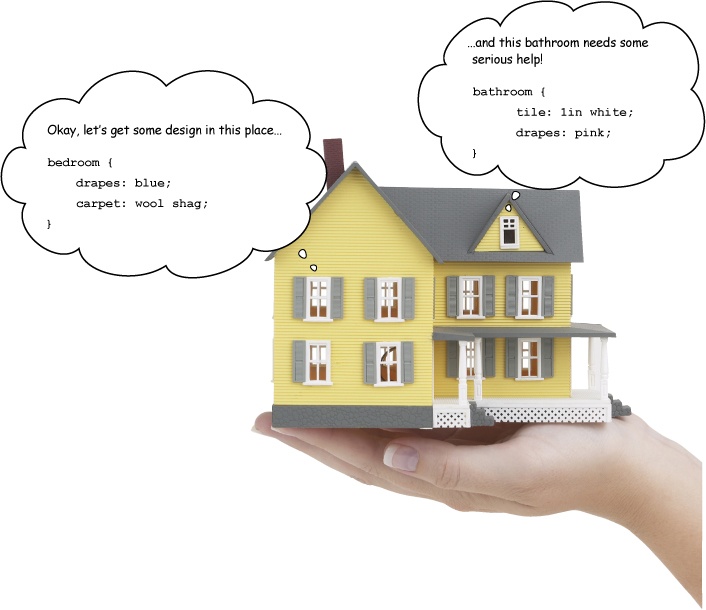 Okay, let's get some design in this place...
bedroom {
drapes: blue;
carpet: wool shag;
}
...and this bathroom needs some
serious help!
bathroom {
tile: 1in white;
drapes: pink;
}